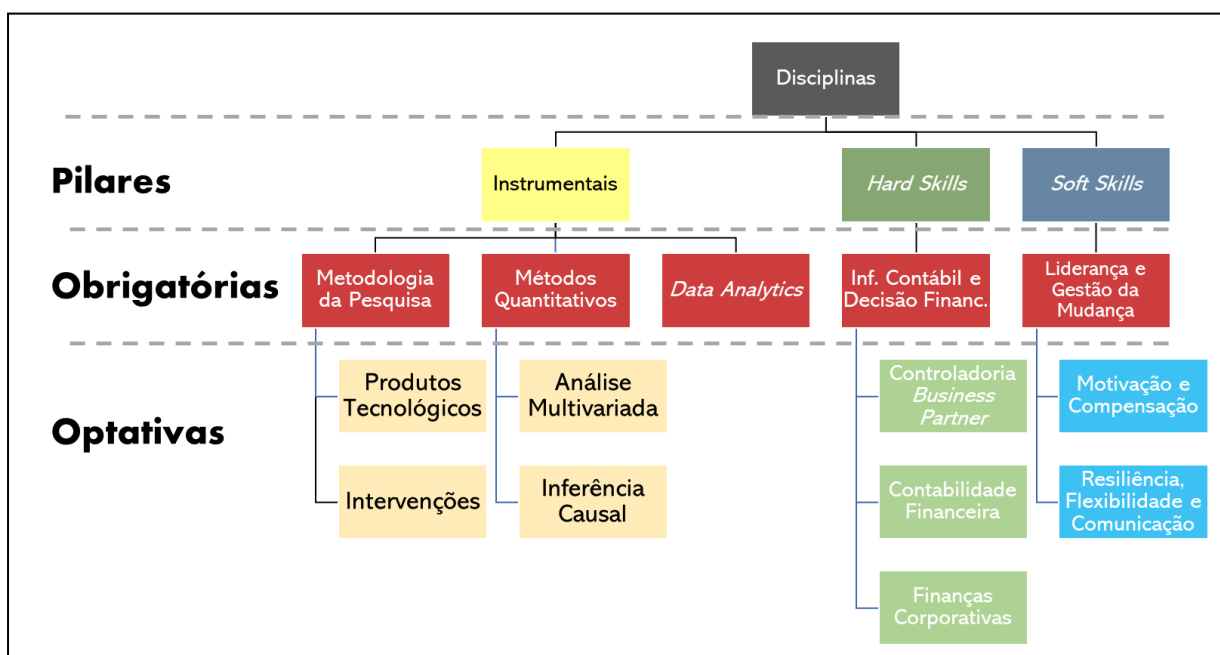 Disciplinas
Pilares
Instrumentais
Hard Skills
Soft Skills
Obrigatórias
Metodologia
da Pesquisa
Métodos
Quantitativos
Data Analytics
Inf. Contábil e
Decisão Financ.
Liderança e
Gestão da
Mudança
Optativas
Produtos
Tecnológicos
Análise
Multivariada
Controladoria
Business
Partner
Motivação e
Compensação
Intervenções
Inferência
Causal
Contabilidade
Financeira
Resiliência,
Flexibilidade e
Comunicação
Finanças
Corporativas